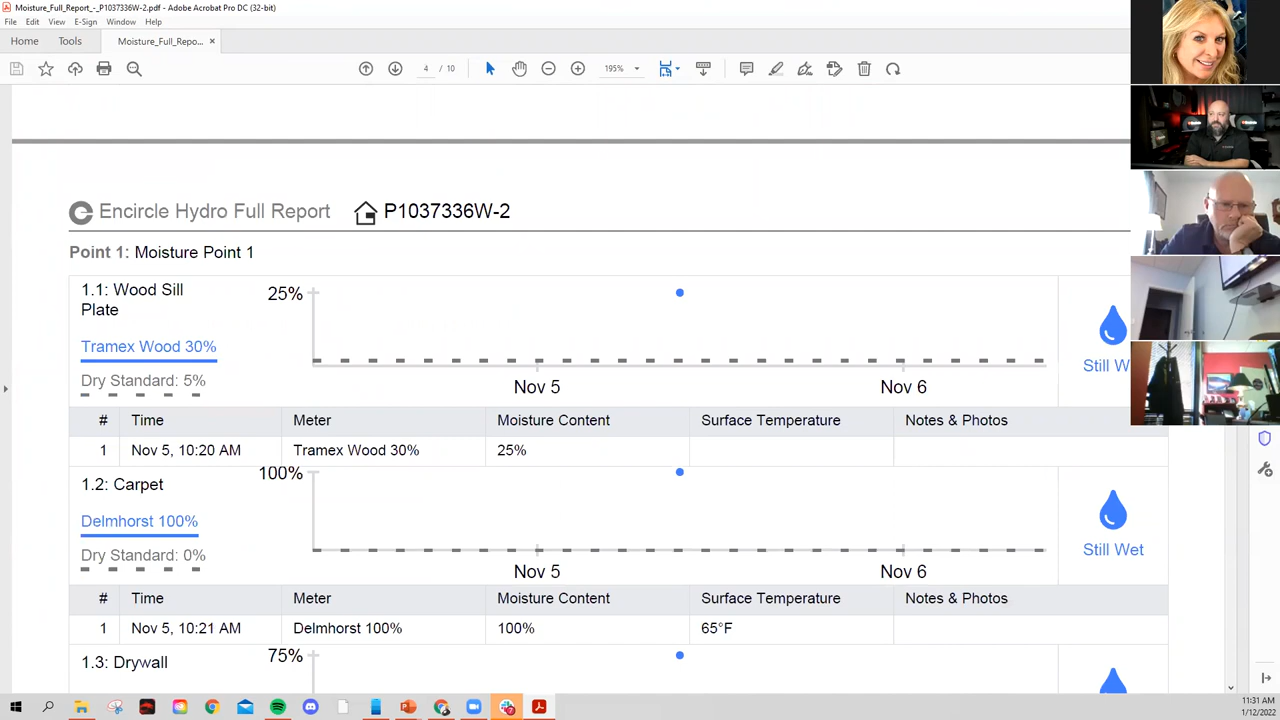 Moisture_Full_Report_-_P1037336W-2.pdf - Adobe Acrobat Pro DC (32-bit)
File Edit View E-Sign Window Help
Home Tools Moisture_Full_Repo... ×
4 / 10 195%
Encircle Hydro Full Report P1037336W-2
Point 1: Moisture Point 1
1.1: Wood Sill
Plate
25%
Tramex Wood 30%
Dry Standard: 5%
Nov 5 Nov 6
Still W
# Time Meter Moisture Content Surface Temperature Notes & Photos
1 Nov 5, 10:20 AM Tramex Wood 30% 25%
1.2: Carpet
100%
Delmhorst 100%
Dry Standard: 0%
Nov 5 Nov 6
Still Wet
# Time Meter Moisture Content Surface Temperature Notes & Photos
1 Nov 5, 10:21 AM Delmhorst 100% 100% 65°F
1.3: Drywall
75%
11:31 AM
1/12/2022